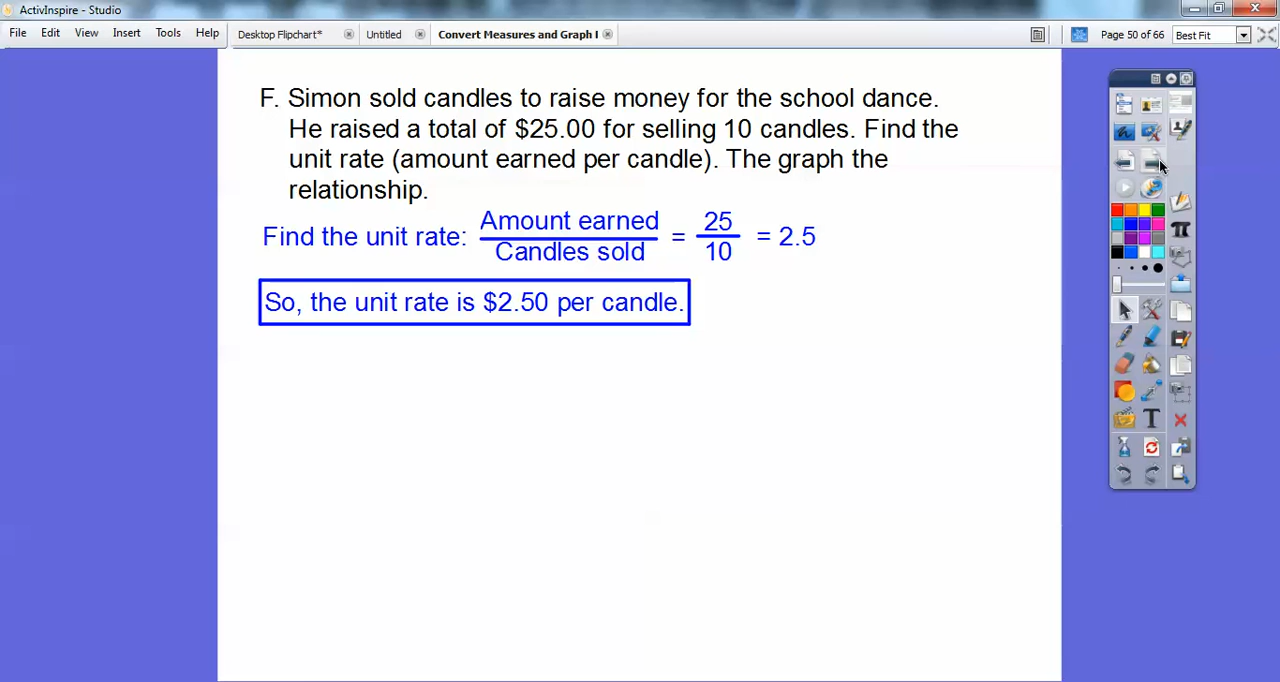 ActivInspire - Studio
File Edit View Insert Tools Help Desktop Flipchart* Untitled Convert Measures and Graph I Page 50 of 66 Best Fit
F. Simon sold candles to raise money for the school dance.
He raised a total of $25.00 for selling 10 candles. Find the
unit rate (amount earned per candle). The graph the
relationship.
Find the unit rate: Amount earned / Candles sold = 25 / 10 = 2.5
So, the unit rate is $2.50 per candle.